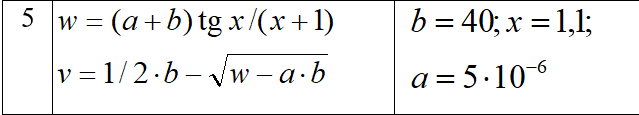 5 w = (a + b) tg x /(x + 1) b = 40; x = 1,1;
v = 1/ 2 · b − √(w − a · b) a = 5 · 10⁻⁶